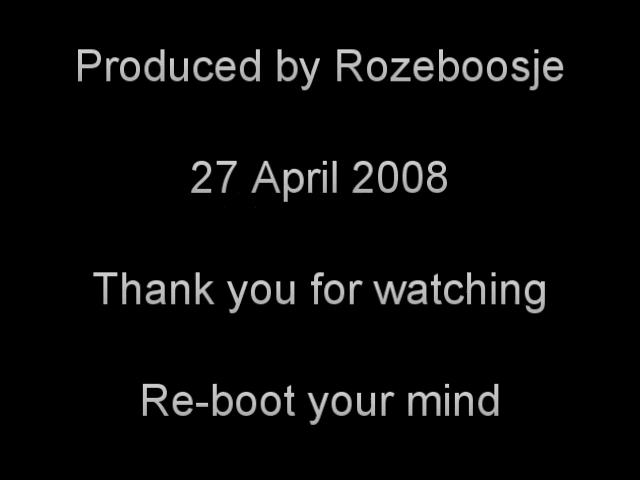 Produced by Rozeboosje
27 April 2008
Thank you for watching
Re-boot your mind